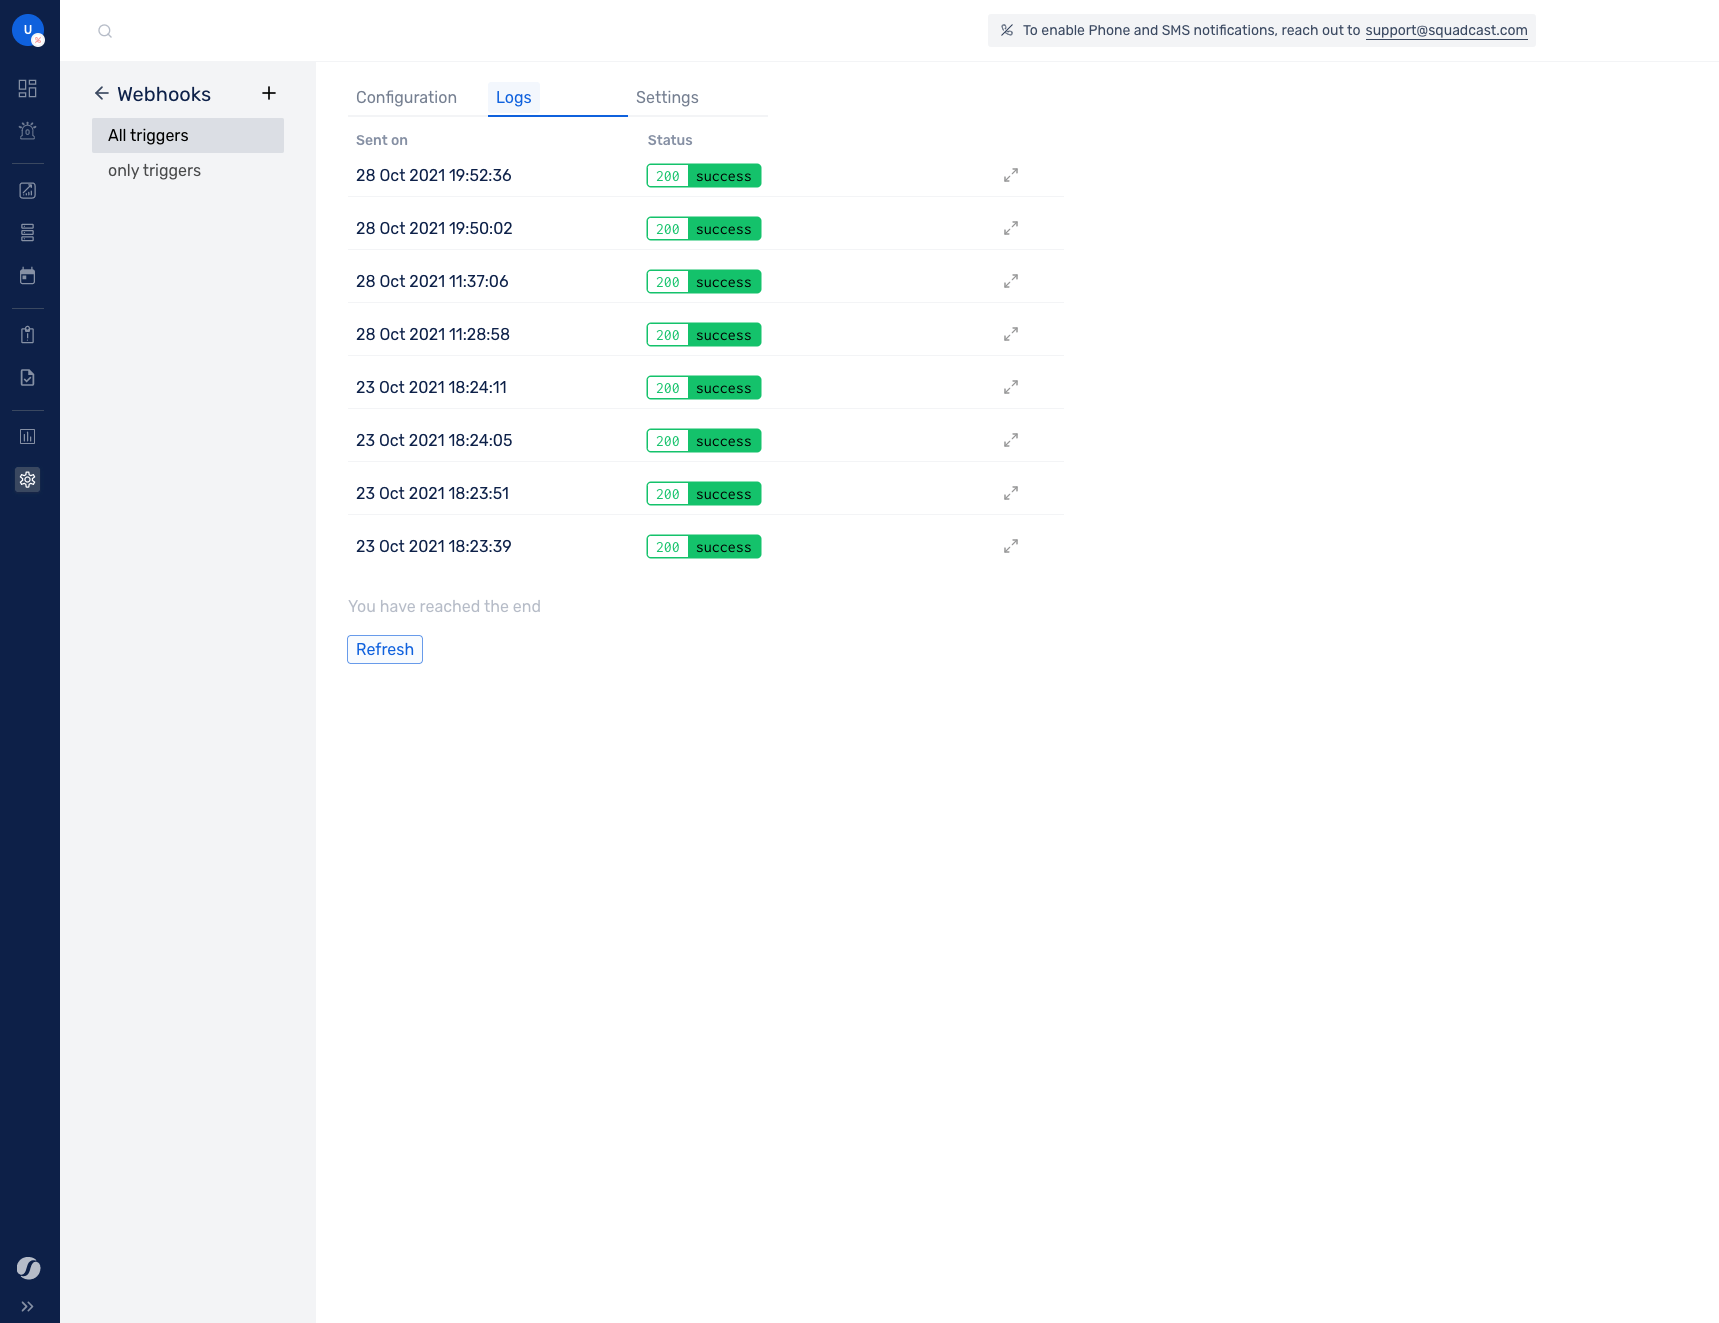 U
To enable Phone and SMS notifications, reach out to support@squadcast.com
Webhooks
All triggers
only triggers
Configuration Logs Settings
Sent on Status
28 Oct 2021 19:52:36 200 success
28 Oct 2021 19:50:02 200 success
28 Oct 2021 11:37:06 200 success
28 Oct 2021 11:28:58 200 success
23 Oct 2021 18:24:11 200 success
23 Oct 2021 18:24:05 200 success
23 Oct 2021 18:23:51 200 success
23 Oct 2021 18:23:39 200 success
You have reached the end
Refresh